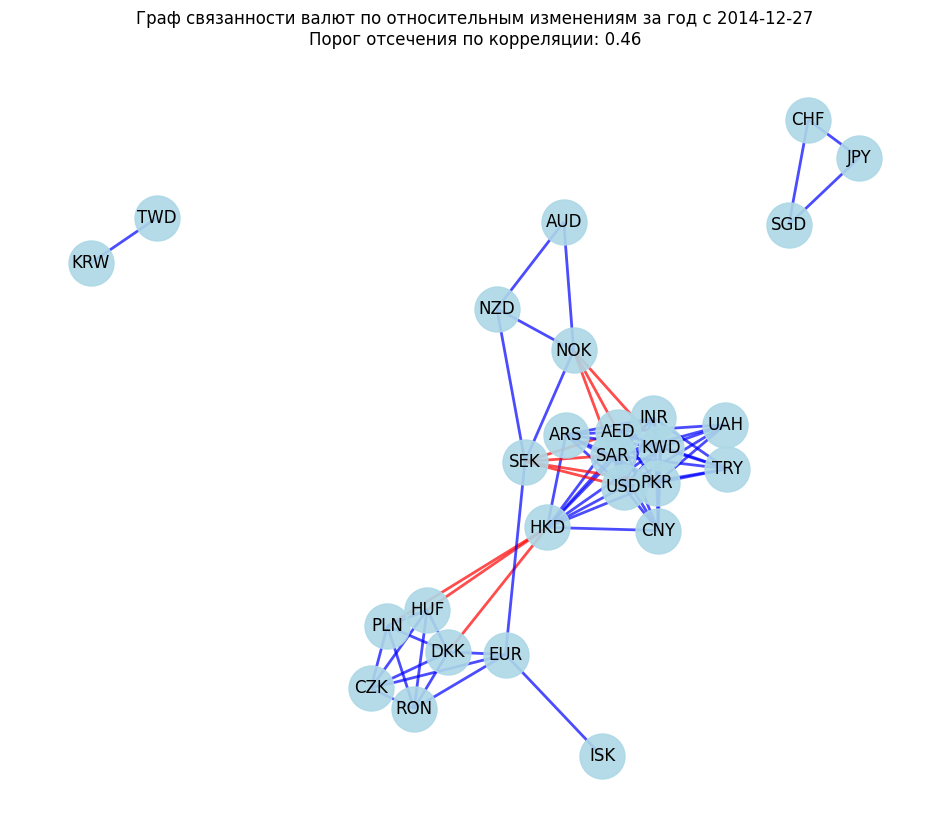 Граф связанности валют по относительным изменениям за год с 2014-12-27
Порог отсечения по корреляции: 0.46
CHF
JPY
TWD
AUD
SGD
KRW
NZD
NOK
INR
UAH
AED
ARS
KWD
SAR
SEK
TRY
PKR
USD
HKD
CNY
HUF
PLN
DKK
EUR
CZK
RON
ISK